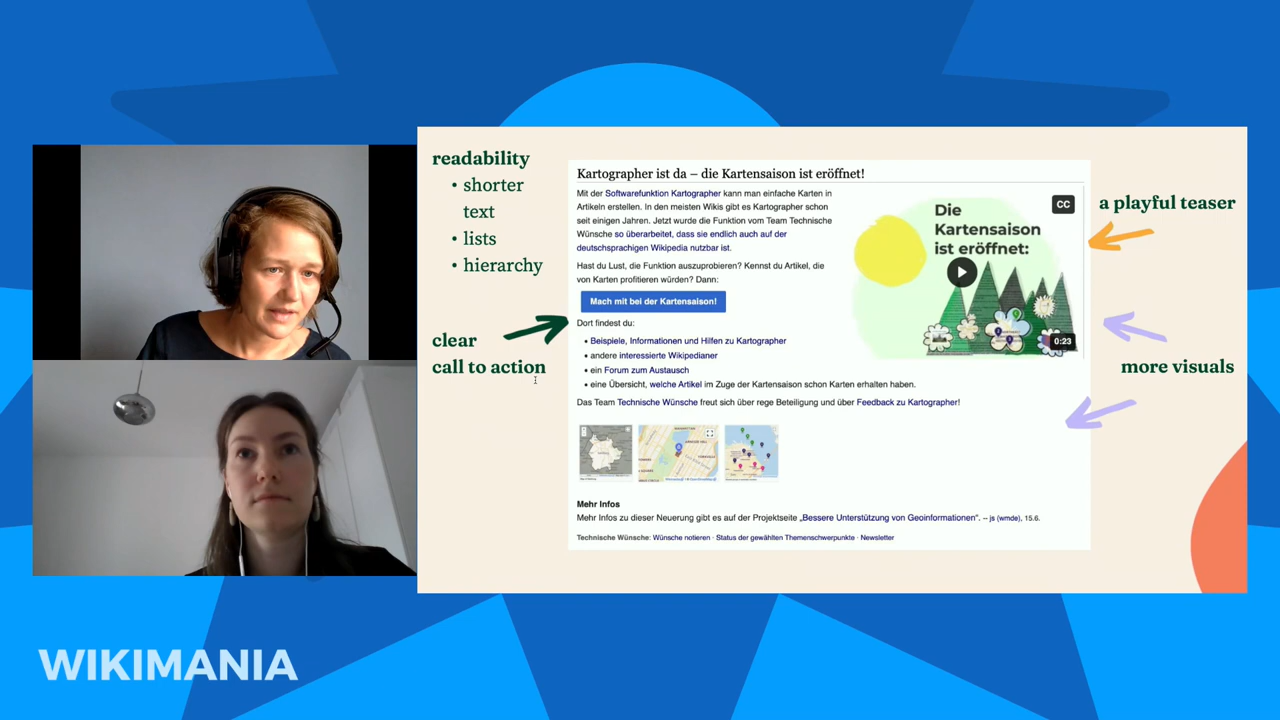 readability
• shorter
text
• lists
• hierarchy
clear
call to action
Kartographer ist da – die Kartensaison ist eröffnet!
Mit der Softwarefunktion Kartographer kann man einfache Karten in
Artikeln erstellen. In den meisten Wikis gibt es Kartographer schon
seit einigen Jahren. Jetzt wurde die Funktion vom Team Technische
Wünsche so überarbeitet, dass sie endlich auch auf der
deutschsprachigen Wikipedia nutzbar ist.
Hast du Lust, die Funktion auszuprobieren? Kennst du Artikel, die
von Karten profitieren würden? Dann:
Mach mit bei der Kartensaison!
Dort findest du:
• Beispiele, Informationen und Hilfen zu Kartographer
• andere interessierte Wikipedianer
• ein Forum zum Austausch
• eine Übersicht, welche Artikel im Zuge der Kartensaison schon Karten erhalten haben.
Das Team Technische Wünsche freut sich über rege Beteiligung und über Feedback zu Kartographer!
Die
Kartensaison
ist eröffnet:
CC
0:23
Mehr Infos
Mehr Infos zu dieser Neuerung gibt es auf der Projektseite „Bessere Unterstützung von Geoinformationen“. – js (wmde), 15.6.
Technische Wünsche: Wünsche notieren · Status der gewählten Themenschwerpunkte · Newsletter
a playful teaser
more visuals
WIKIMANIA